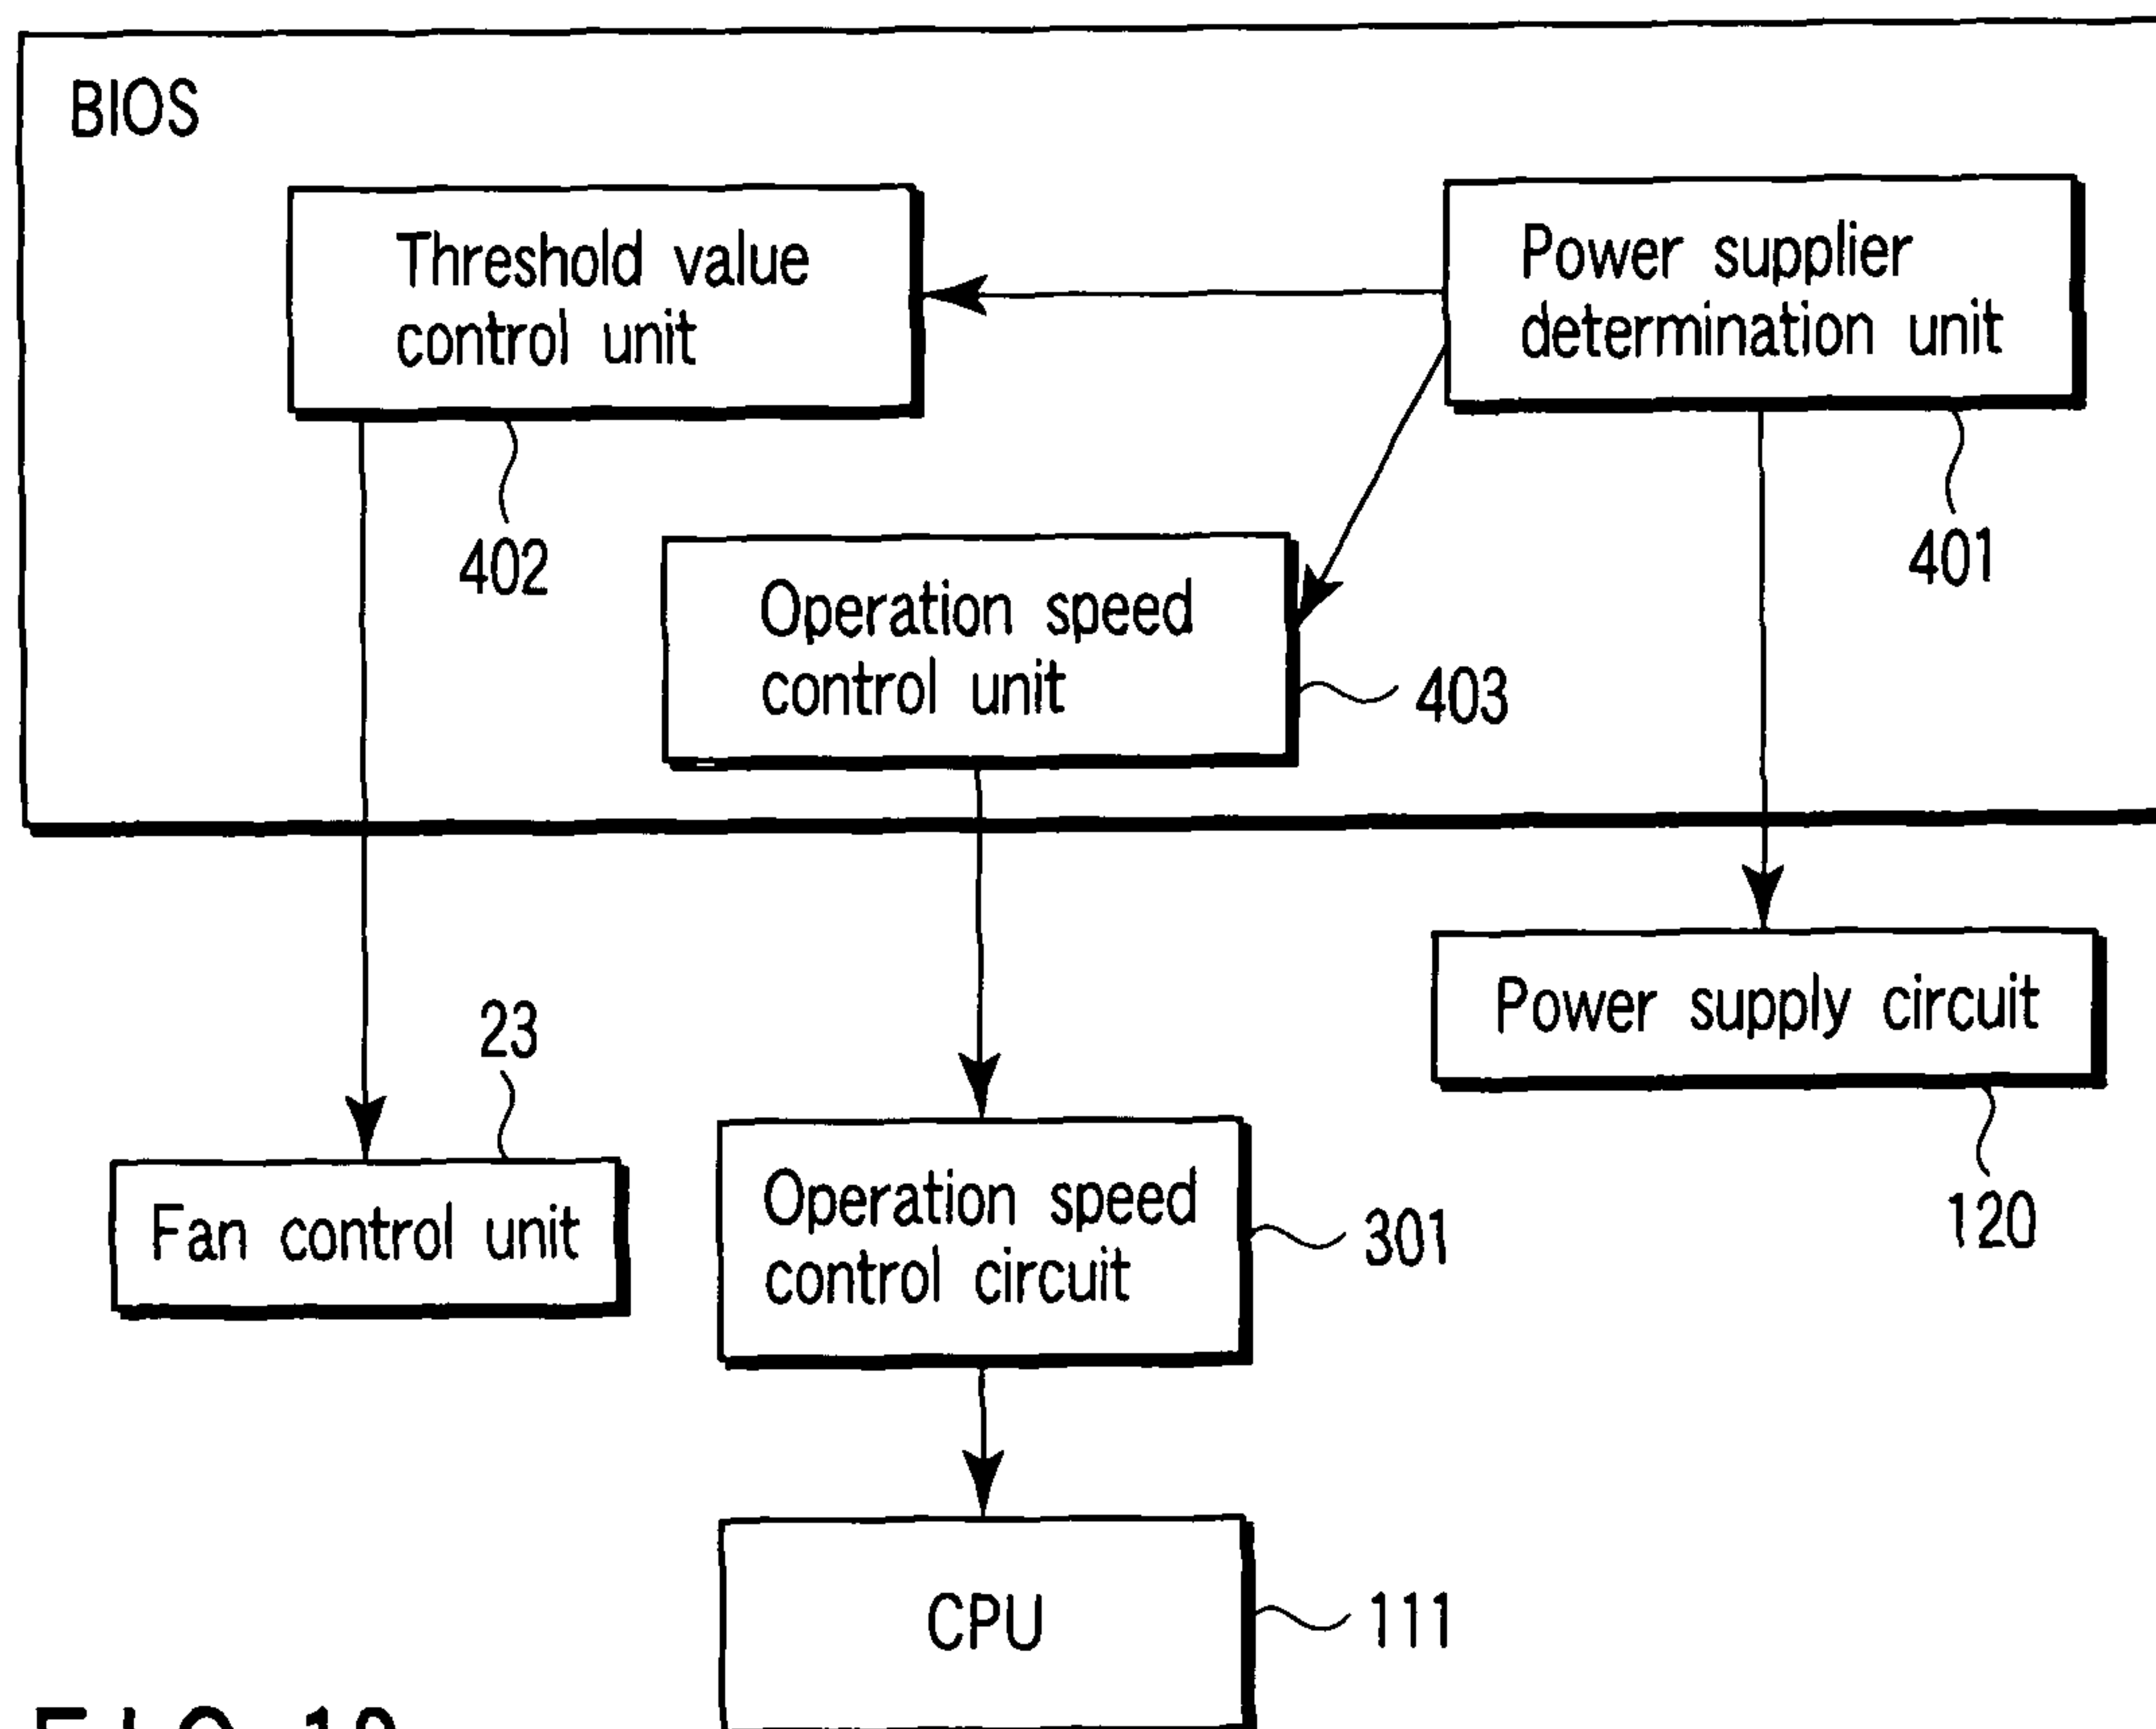 BIOS
Threshold value
control unit
Power supplier
determination unit
402
401
Operation speed
control unit
403
Power supply circuit
120
23
Fan control unit
Operation speed
control circuit
301
CPU
111